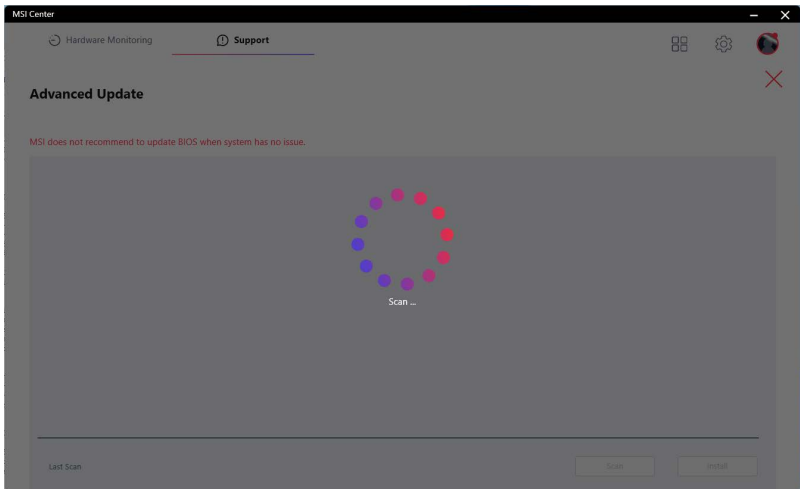 MSI Center
Hardware Monitoring
Support
Advanced Update
MSI does not recommend to update BIOS when system has no issue.
Scan ...
Last Scan
Scan
Install